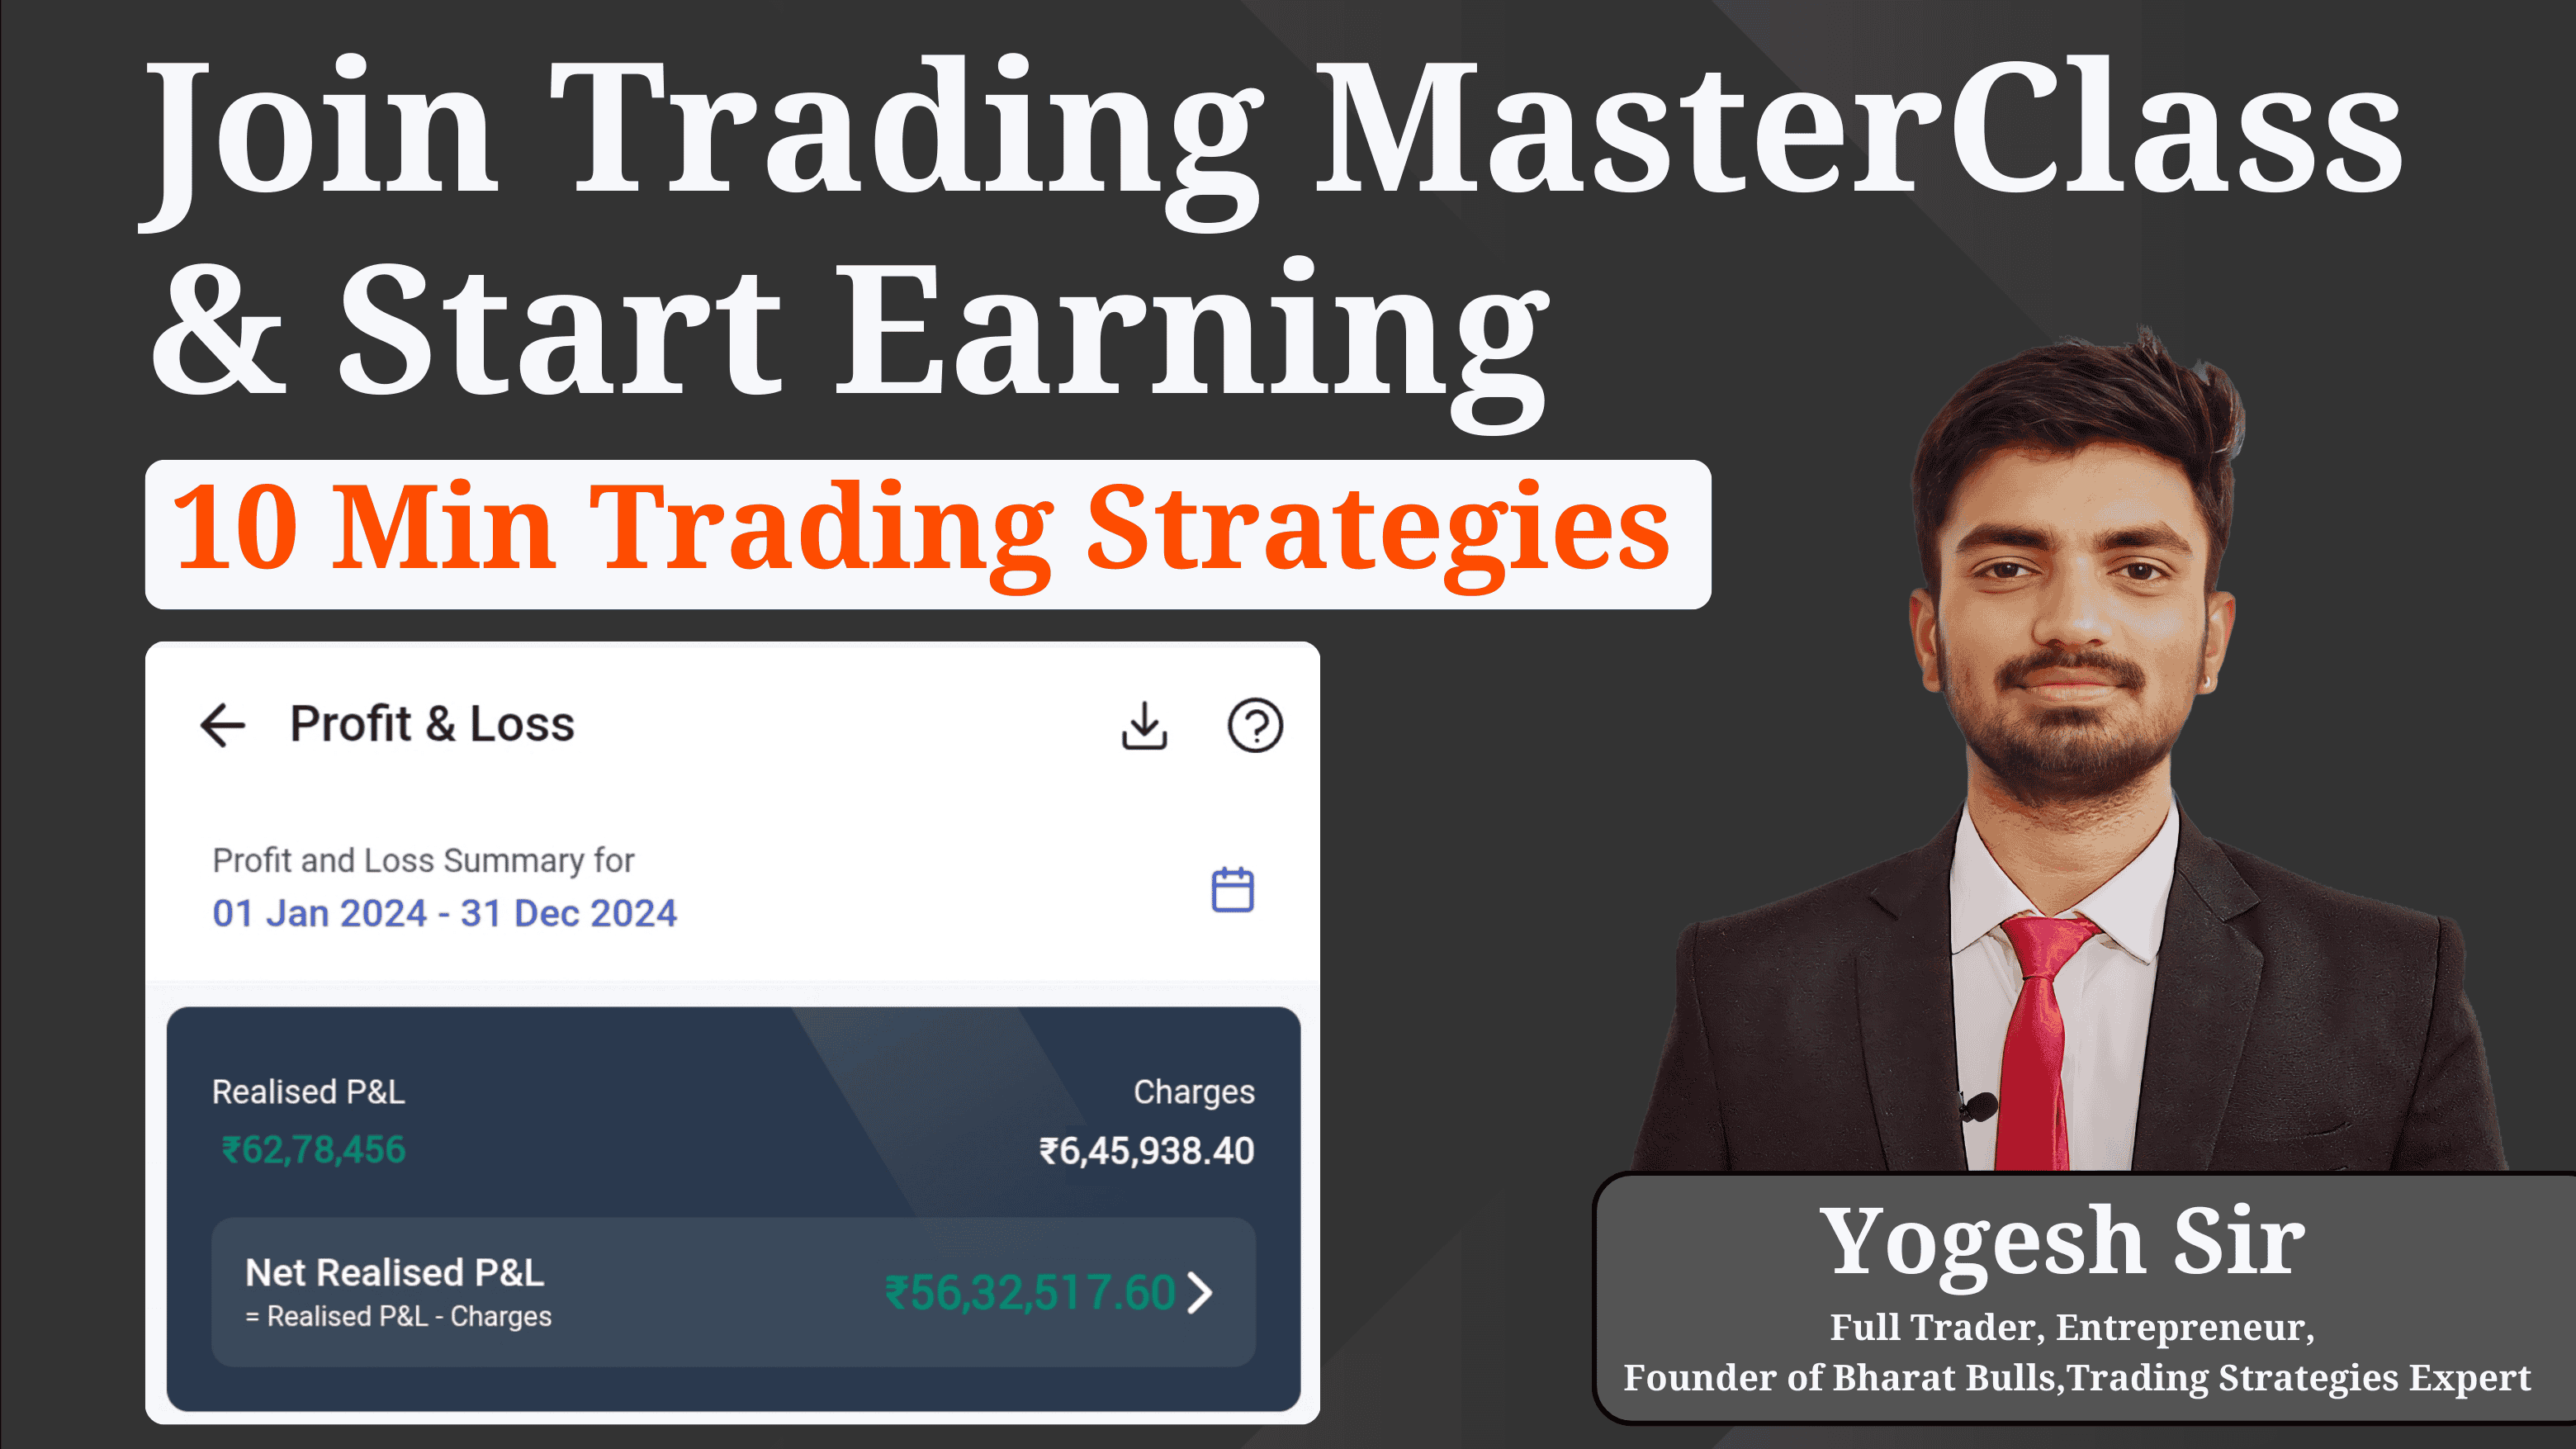 Join Trading MasterClass
& Start Earning
10 Min Trading Strategies
Profit & Loss
Profit and Loss Summary for
01 Jan 2024 - 31 Dec 2024
Realised P&L
Charges
₹62,78,456
₹6,45,938.40
Net Realised P&L
= Realised P&L - Charges
₹56,32,517.60
Yogesh Sir
Full Trader, Entrepreneur,
Founder of Bharat Bulls,Trading Strategies Expert